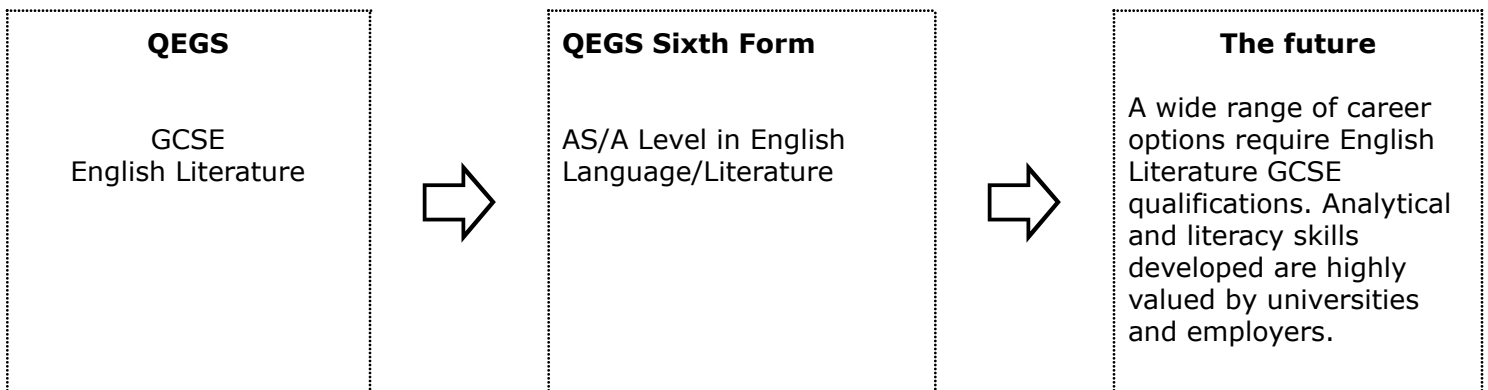 QEGS
GCSE
English Literature
QEGS Sixth Form
AS/A Level in English
Language/Literature
The future
A wide range of career
options require English
Literature GCSE
qualifications. Analytical
and literacy skills
developed are highly
valued by universities
and employers.